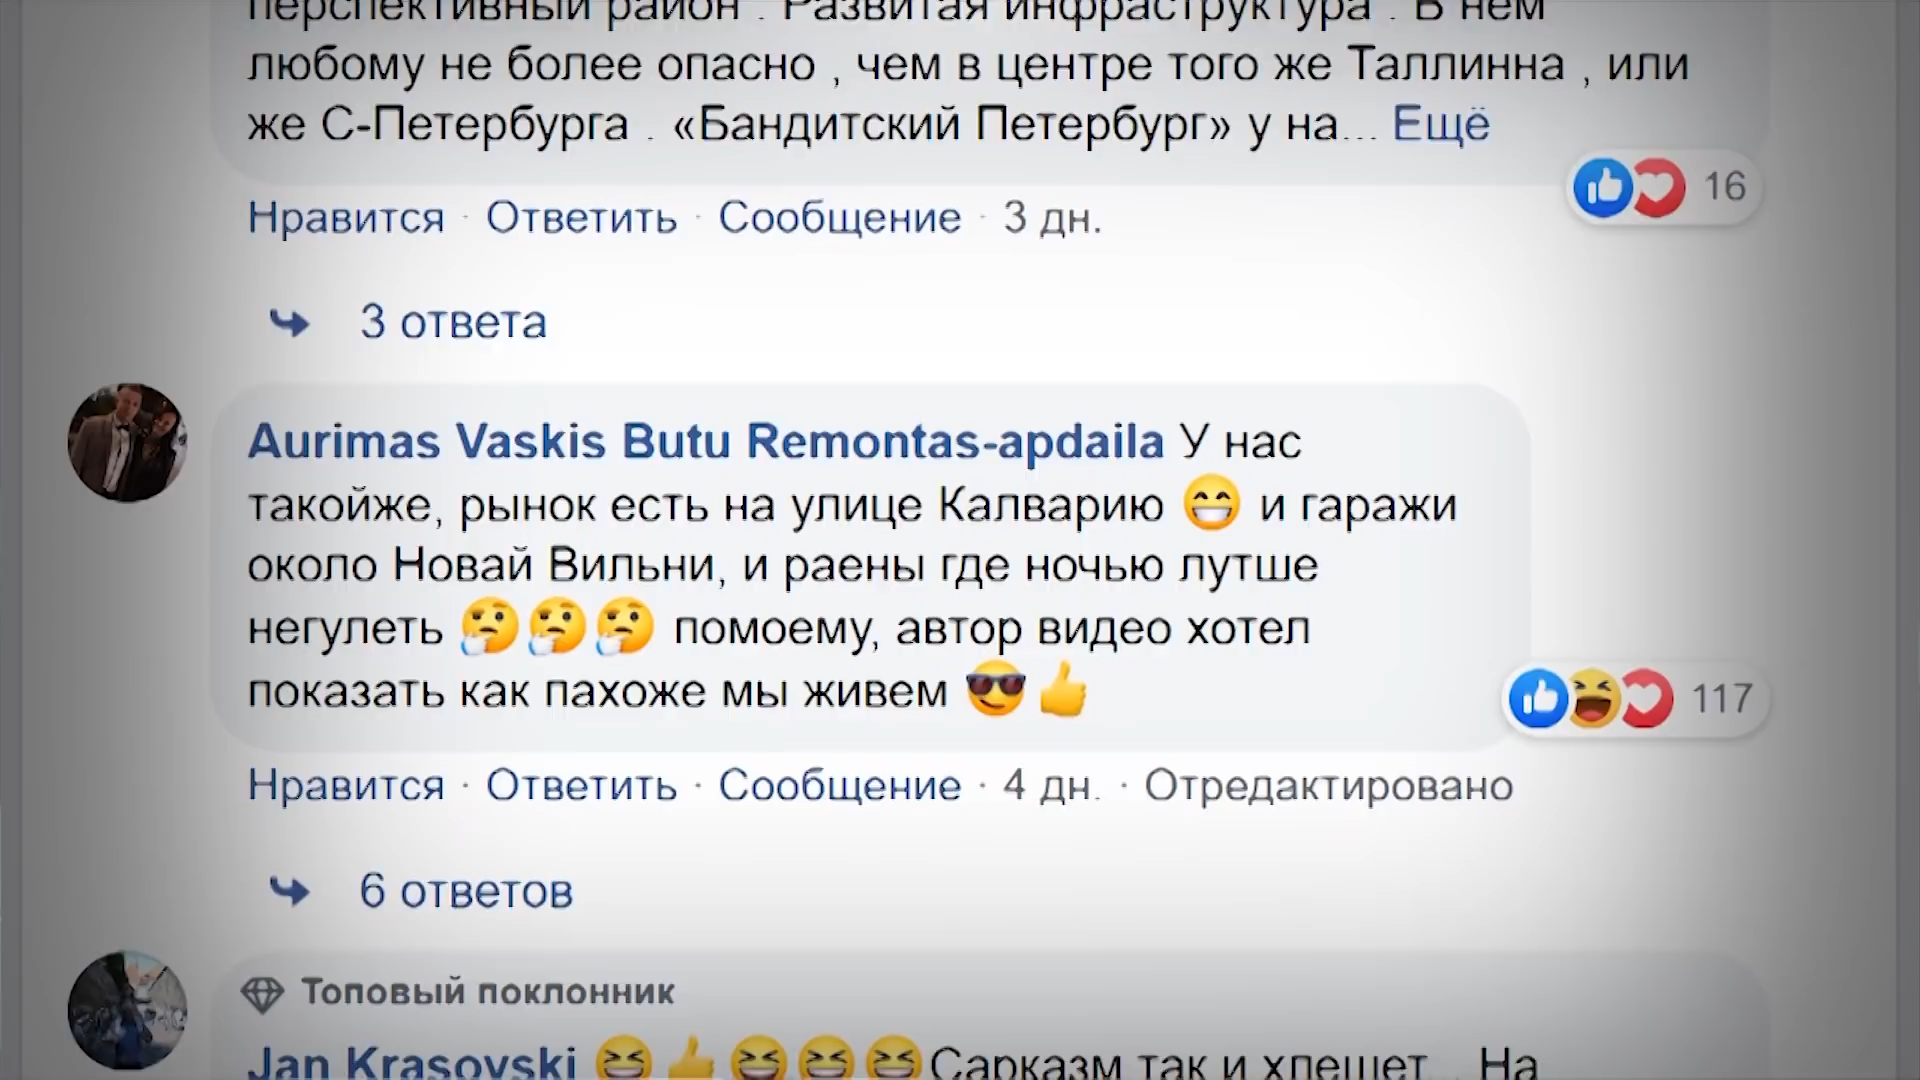 перспективный район . Развитая инфраструктура . В нем
любому не более опасно , чем в центре того же Таллинна , или
же С-Петербурга . «Бандитский Петербург» у на... Ещё
16
Нравится · Ответить · Сообщение · 3 дн.
3 ответа
Aurimas Vaskis Butu Remontas-apdaila У нас
такойже, рынок есть на улице Калварию 😁 и гаражи
около Новай Вильни, и раены где ночью лутше
негулеть 🤔🤔🤔 помоему, автор видео хотел
показать как пахоже мы живем 😎👍
117
Нравится · Ответить · Сообщение · 4 дн. · Отредактировано
6 ответов
Топовый поклонник
Jan Krasovski 😆👍😆😆😆Сарказм так и хлещет... На